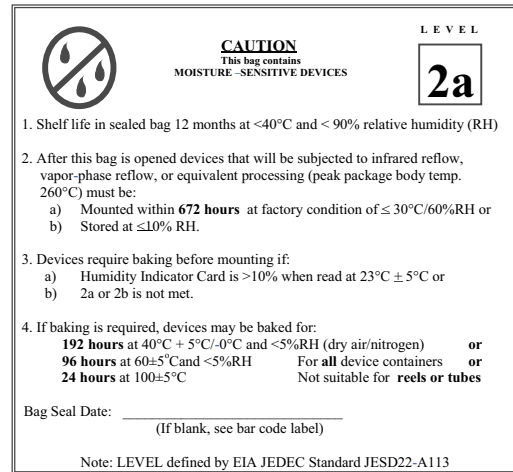 LEVEL
CAUTION
This bag contains
MOISTURE –SENSITIVE DEVICES
2a
1. Shelf life in sealed bag 12 months at <40°C and < 90% relative humidity (RH)
2. After this bag is opened devices that will be subjected to infrared reflow,
vapor-phase reflow, or equivalent processing (peak package body temp.
260°C) must be:
a) Mounted within 672 hours at factory condition of ≤ 30°C/60%RH or
b) Stored at ≤10% RH.
3. Devices require baking before mounting if:
a) Humidity Indicator Card is >10% when read at 23°C ± 5°C or
b) 2a or 2b is not met.
4. If baking is required, devices may be baked for:
192 hours at 40°C + 5°C/-0°C and <5%RH (dry air/nitrogen) or
96 hours at 60±5°Cand <5%RH For all device containers or
24 hours at 100±5°C Not suitable for reels or tubes
Bag Seal Date: ______________________________
(If blank, see bar code label)
Note: LEVEL defined by EIA JEDEC Standard JESD22-A113